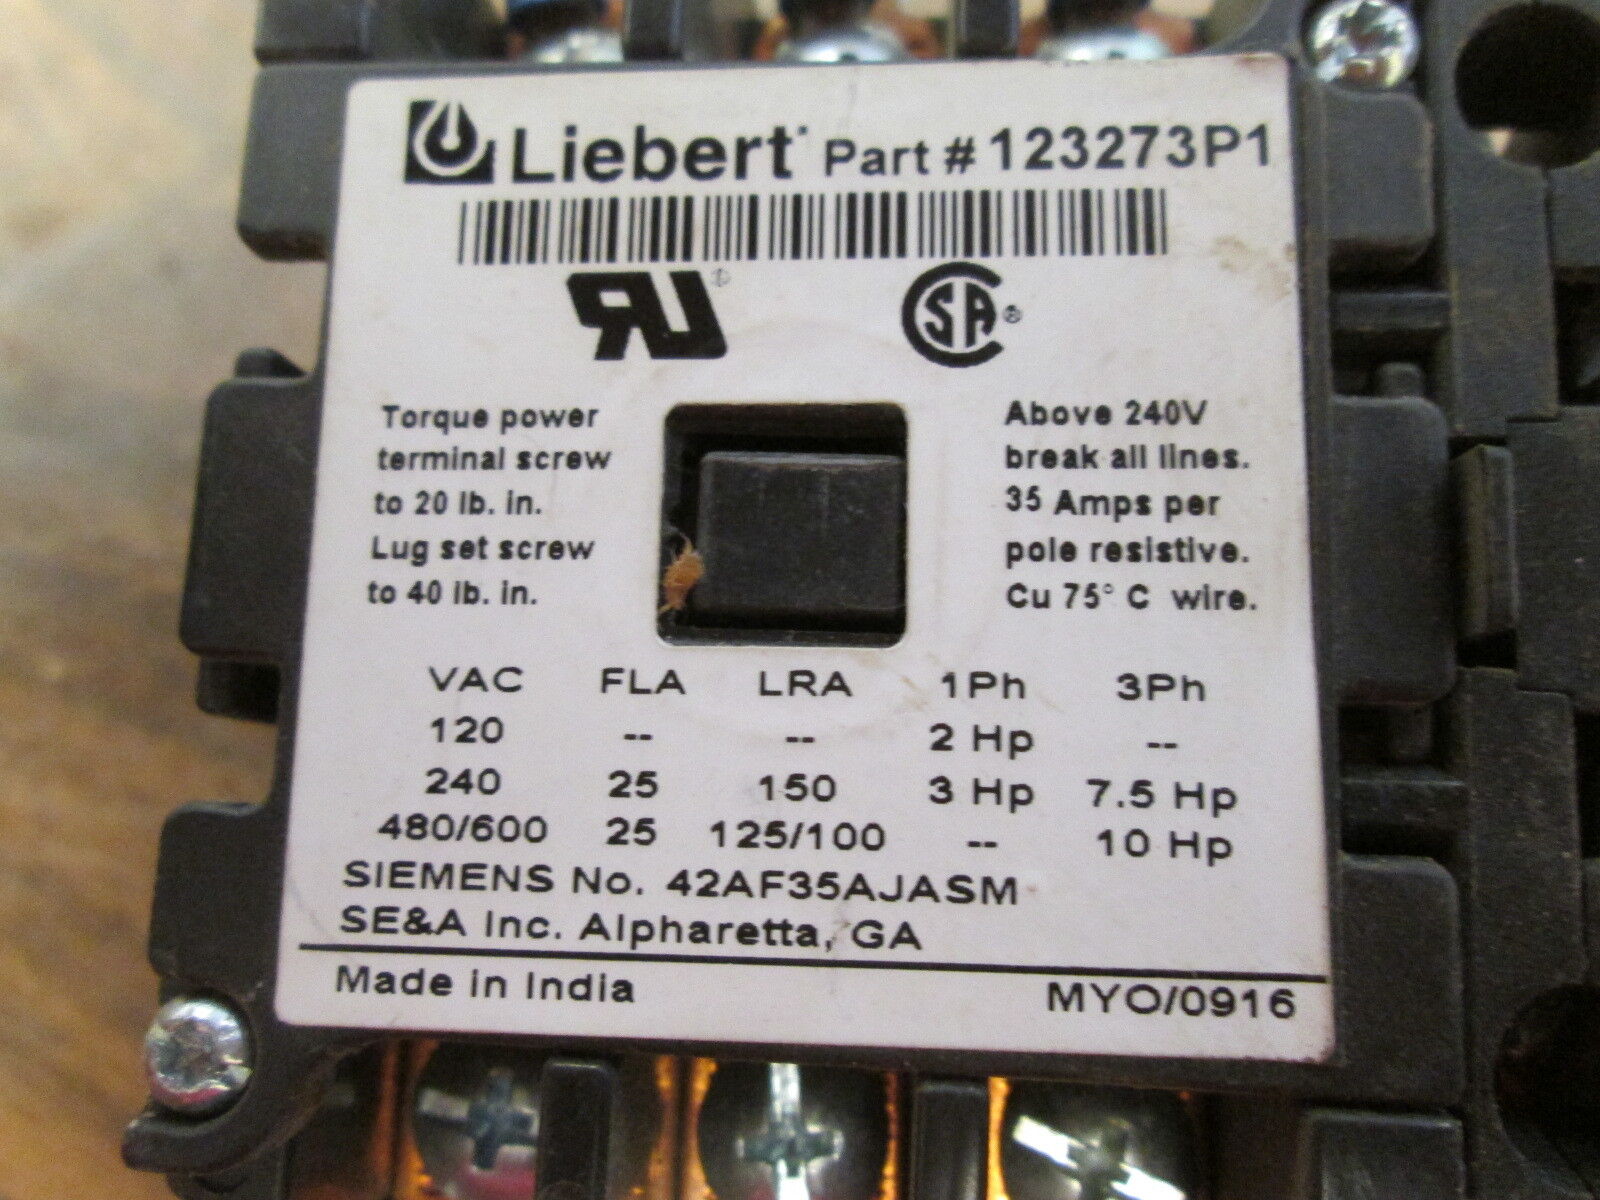 Liebert Part # 123273P1
RU ®
CSA ®
Torque power
terminal screw
to 20 lb. in.
Lug set screw
to 40 lb. in.
Above 240V
break all lines.
35 Amps per
pole resistive.
Cu 75° C wire.
VAC FLA LRA 1Ph 3Ph
120 -- -- 2 Hp --
240 25 150 3 Hp 7.5 Hp
480/600 25 125/100 -- 10 Hp
SIEMENS No. 42AF35AJASM
SE&A Inc. Alpharetta, GA
Made in India MYO/0916